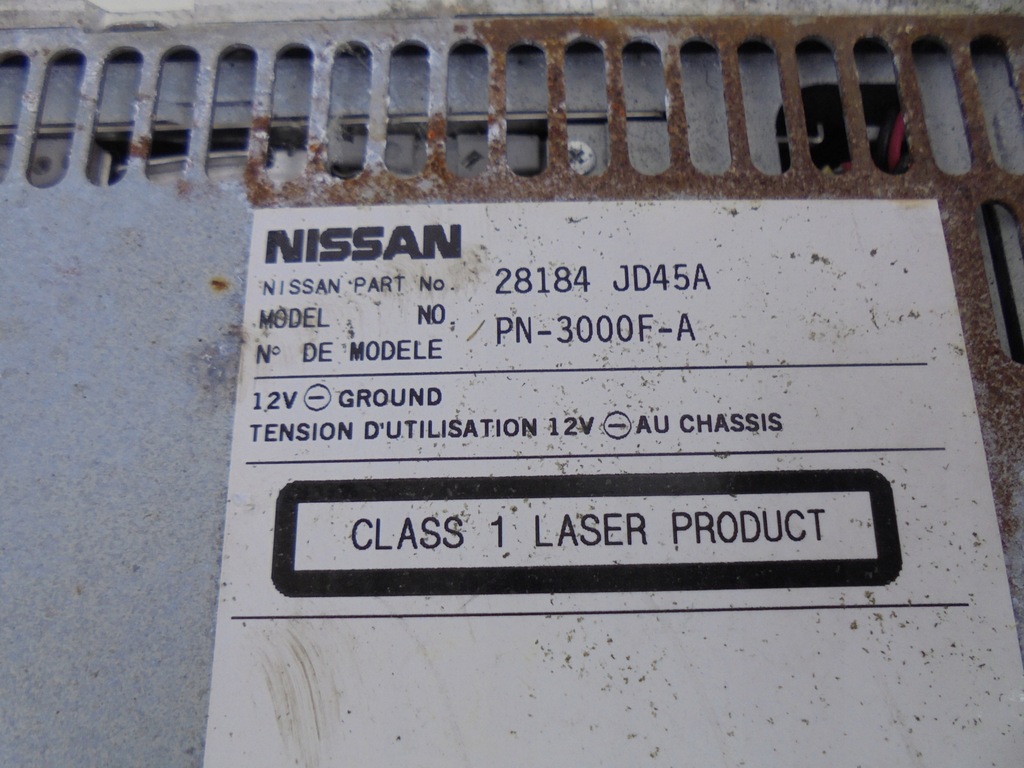 NISSAN
NISSAN PART No. 28184 JD45A
MODEL NO. PN-3000F-A
N° DE MODELE
12V ⊖ GROUND
TENSION D'UTILISATION 12V ⊖ AU CHASSIS
CLASS 1 LASER PRODUCT